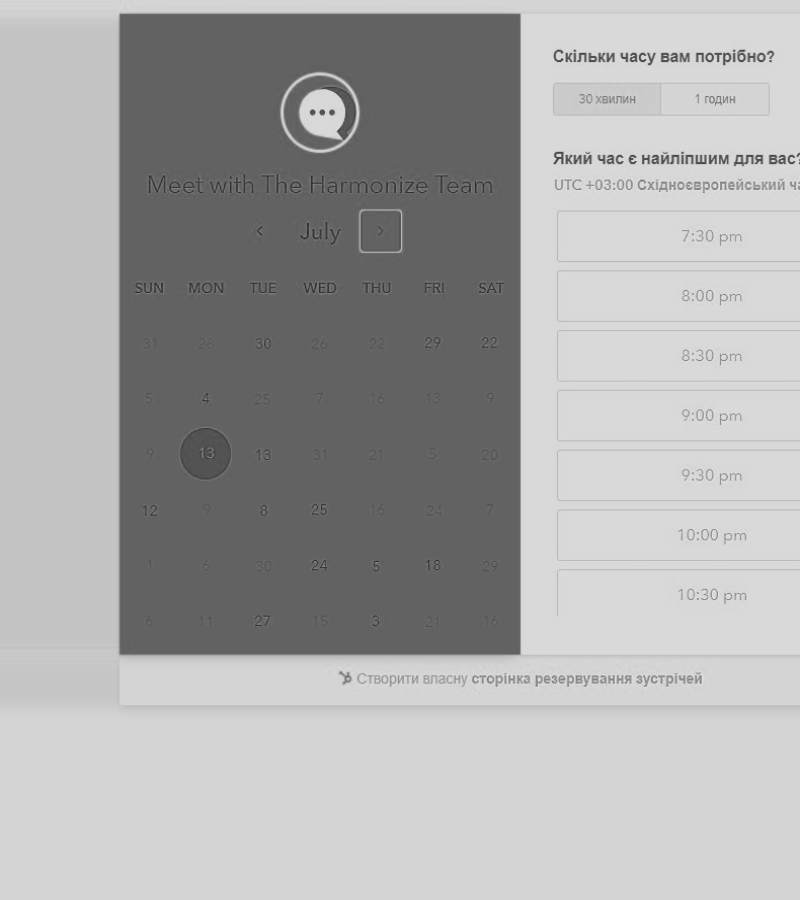 Meet with The Harmonize Team
July
SUN MON TUE WED THU FRI SAT
31 28 30 26 22 29 22
5 4 25 7 16 13 9
9 13 13 31 21 5 20
12 9 8 25 16 24 7
1 6 30 24 5 18 29
6 11 27 15 3 21 16
Скільки часу вам потрібно?
30 хвилин 1 годин
Який час є найліпшим для вас?
UTC +03:00 Східноєвропейський
7:30 pm
8:00 pm
8:30 pm
9:00 pm
9:30 pm
10:00 pm
10:30 pm
Створити власну сторінка резервування зустрічей